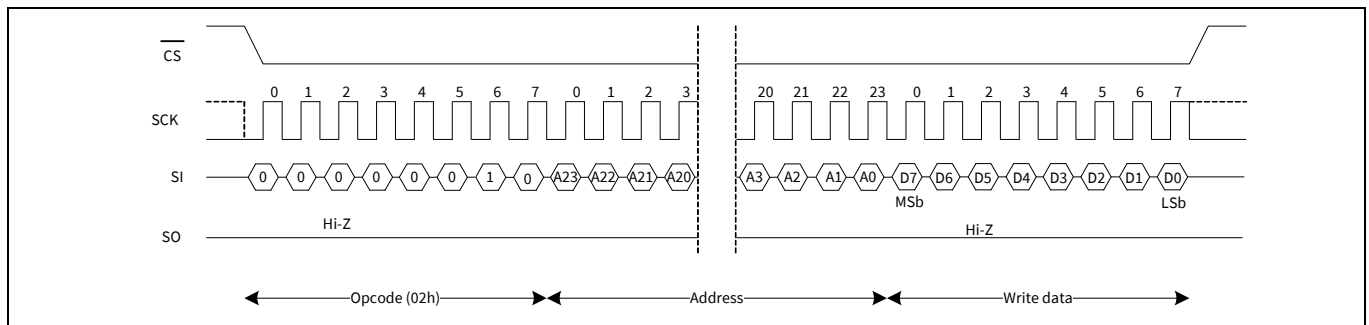 CS
0 1 2 3 4 5 6 7 0 1 2 3 20 21 22 23 0 1 2 3 4 5 6 7
SCK
SI 0 0 0 0 0 0 1 0 A23 A22 A21 A20 A3 A2 A1 A0 D7 D6 D5 D4 D3 D2 D1 D0
MSb LSb
Hi-Z Hi-Z
SO
Opcode (02h) Address Write data